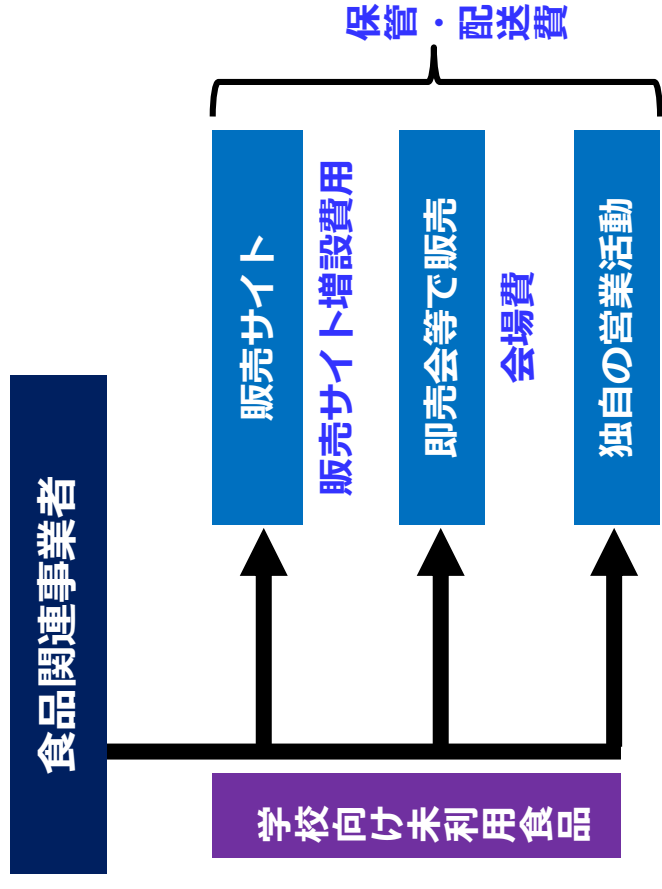 食品関連事業者
学校向け未利用食品
販売サイト
販売サイト増設費用
即売会等で販売
会場費
独自の営業活動
保管・配送費